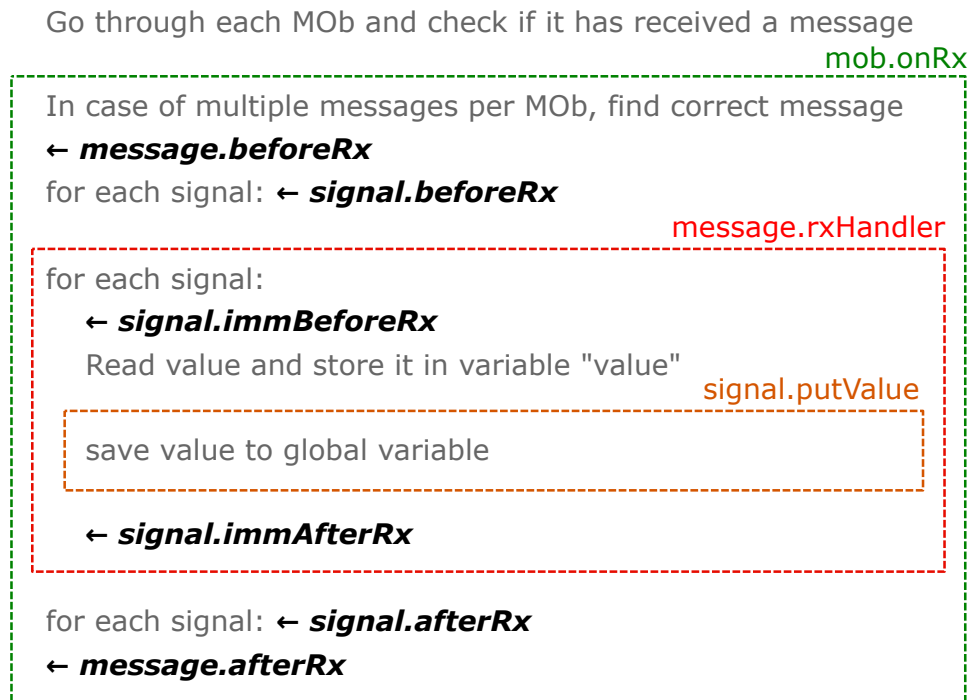 Go through each MOb and check if it has received a message
mob.onRx
In case of multiple messages per MOb, find correct message
← message.beforeRx
for each signal: ← signal.beforeRx
message.rxHandler
for each signal:
← signal.immBeforeRx
Read value and store it in variable "value"
signal.putValue
save value to global variable
← signal.immAfterRx
for each signal: ← signal.afterRx
← message.afterRx